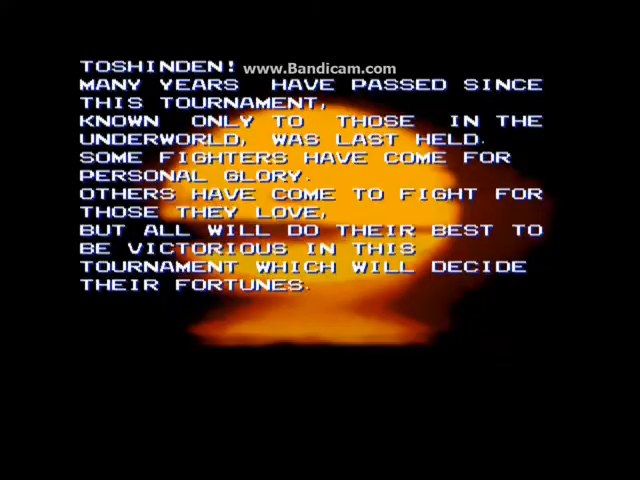 TOSHINDEN! www.Bandicam.com
MANY YEARS HAVE PASSED SINCE
THIS TOURNAMENT,
KNOWN ONLY TO THOSE IN THE
UNDERWORLD, WAS LAST HELD.
SOME FIGHTERS HAVE COME FOR
PERSONAL GLORY.
OTHERS HAVE COME TO FIGHT FOR
THOSE THEY LOVE,
BUT ALL WILL DO THEIR BEST TO
BE VICTORIOUS IN THIS
TOURNAMENT WHICH WILL DECIDE
THEIR FORTUNES.